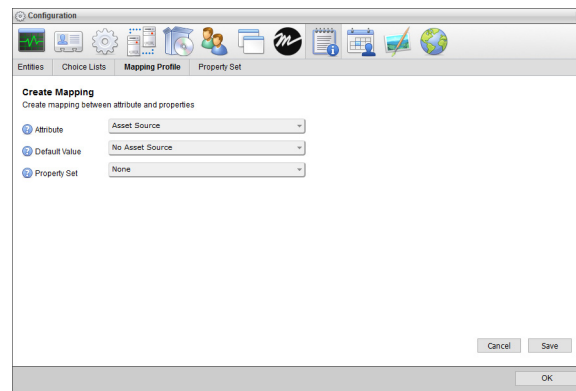 Configuration
Entities Choice Lists Mapping Profile Property Set
Create Mapping
Create mapping between attribute and properties
Attribute Asset Source
Default Value No Asset Source
Property Set None
Cancel Save
OK